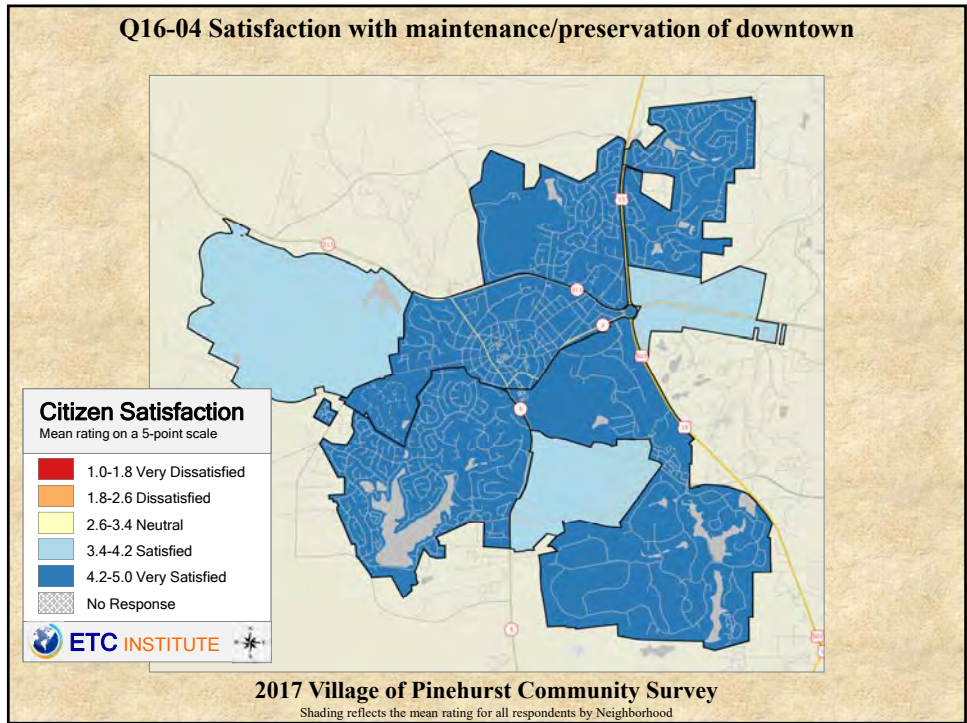 Q16-04 Satisfaction with maintenance/preservation of downtown
Citizen Satisfaction
Mean rating on a 5-point scale
1.0-1.8 Very Dissatisfied
1.8-2.6 Dissatisfied
2.6-3.4 Neutral
3.4-4.2 Satisfied
4.2-5.0 Very Satisfied
No Response
ETC INSTITUTE
2017 Village of Pinehurst Community Survey
Shading reflects the mean rating for all respondents by Neighborhood